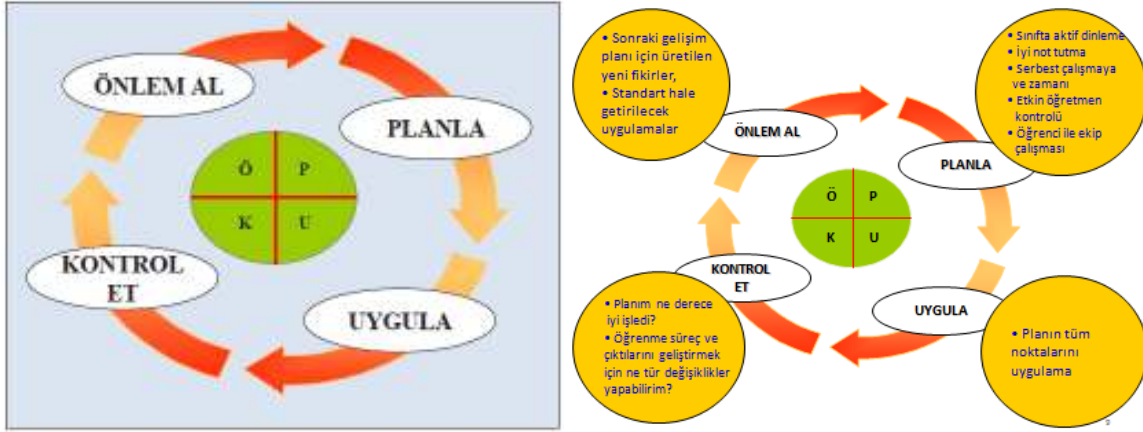 ÖNLEM AL
PLANLA
Ö
P
K
U
KONTROL
ET
UYGULA
• Sonraki gelişim
planı için üretilen
yeni fikirler,
• Standart hale
getirilecek
uygulamalar
• Sınıfta aktif dinleme
• İyi not tutma
• Serbest çalışmaya
ve zamanı
• Etkin öğretmen
kontrolü
• Öğrenci ile ekip
çalışması
ÖNLEM AL
PLANLA
Ö
P
K
U
KONTROL
ET
UYGULA
• Planım ne derece
iyi işledi?
• Öğrenme süreç ve
çıktılarını geliştirmek
için ne tür değişiklikler
yapabilirim?
• Planın tüm
noktalarını
uygulama
9